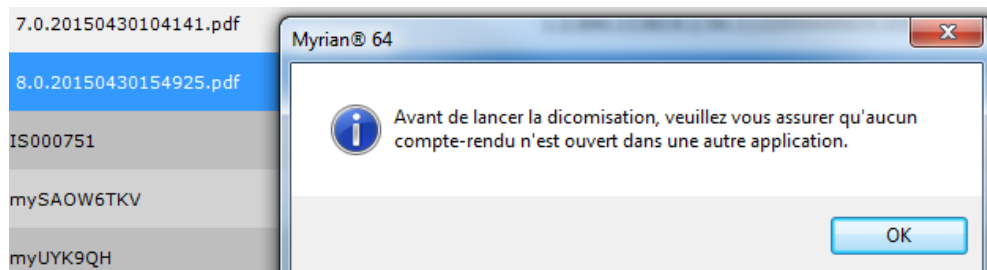 7.0.20150430104141.pdf
Myrian® 64
8.0.20150430154925.pdf
Avant de lancer la dicomisation, veuillez vous assurer qu'aucun
compte-rendu n'est ouvert dans une autre application.
IS000751
mySAOW6TKV
OK
myUYK9QH